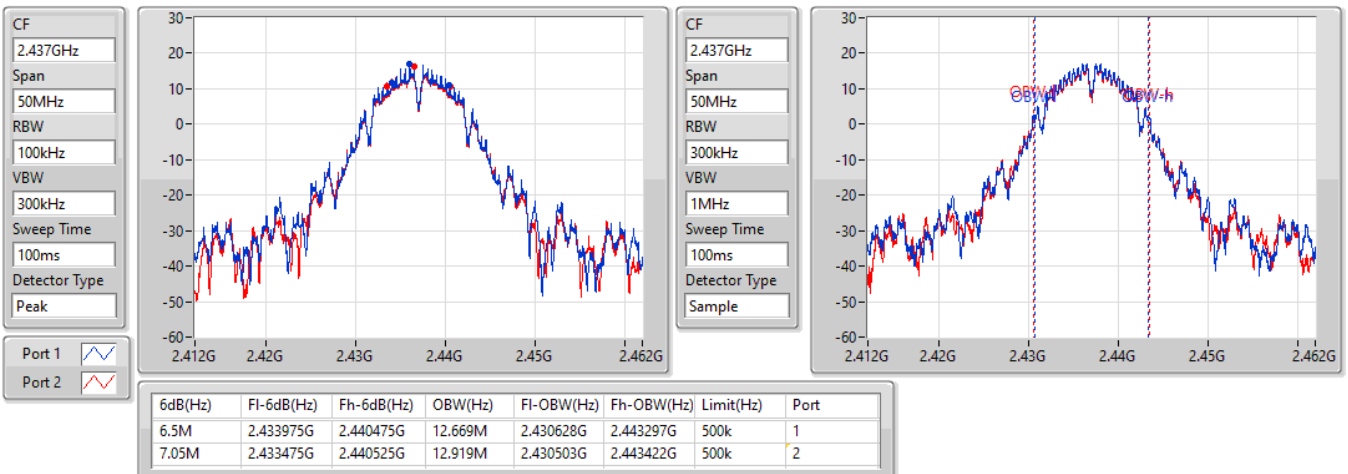 CF
2.437GHz
Span
50MHz
RBW
100kHz
VBW
300kHz
Sweep Time
100ms
Detector Type
Peak
Port 1
Port 2
30
20
10
0
-10
-20
-30
-40
-50
-60
2.412G 2.42G 2.43G 2.44G 2.45G 2.462G
CF
2.437GHz
Span
50MHz
RBW
300kHz
VBW
1MHz
Sweep Time
100ms
Detector Type
Sample
30
20
10
0
-10
-20
-30
-40
-50
-60
OBW-h
2.412G 2.42G 2.43G 2.44G 2.45G 2.462G
6dB(Hz) Fl-6dB(Hz) Fh-6dB(Hz) OBW(Hz) Fl-OBW(Hz) Fh-OBW(Hz) Limit(Hz) Port
6.5M 2.433975G 2.440475G 12.669M 2.430628G 2.443297G 500k 1
7.05M 2.433475G 2.440525G 12.919M 2.430503G 2.443422G 500k 2